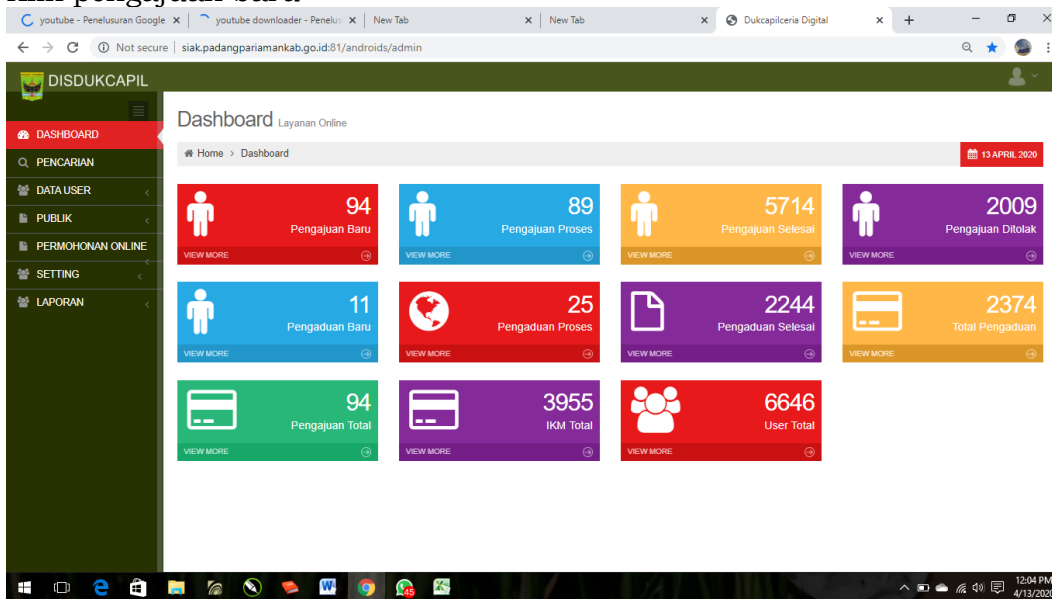 youtube - Penelusuran Google
youtube downloader - Penelus
New Tab
New Tab
Dukcapilceria Digital
Not secure
siak.padangpariamankab.go.id:81/androids/admin
DISDUKCAPIL
DASHBOARD
PENCARIAN
DATA USER
PUBLIK
PERMOHONAN ONLINE
SETTING
LAPORAN
Dashboard Layanan Online
Home > Dashboard
13 APRIL 2020
94
Pengajuan Baru
VIEW MORE
89
Pengajuan Proses
VIEW MORE
5714
Pengajuan Selesai
VIEW MORE
2009
Pengajuan Ditolak
VIEW MORE
11
Pengaduan Baru
VIEW MORE
25
Pengaduan Proses
VIEW MORE
2244
Pengaduan Selesai
VIEW MORE
2374
Total Pengaduan
VIEW MORE
94
Pengajuan Total
VIEW MORE
3955
IKM Total
VIEW MORE
6646
User Total
VIEW MORE
45
12:04 PM
4/13/2020